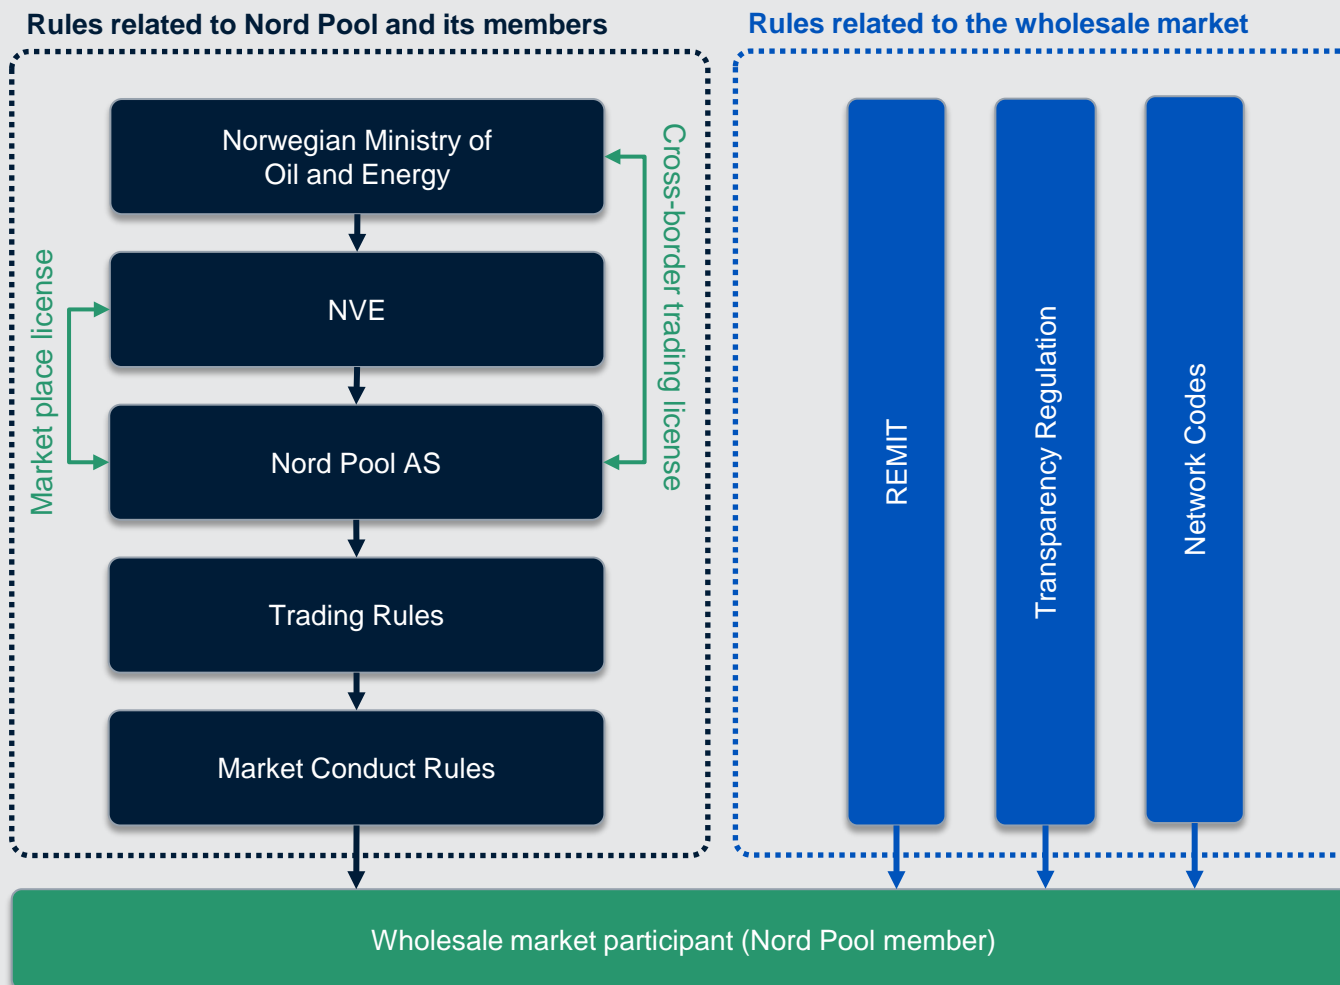 Rules related to Nord Pool and its members
Norwegian Ministry of
Oil and Energy
NVE
Nord Pool AS
Trading Rules
Market Conduct Rules
Market place license
Cross-border trading license
Rules related to the wholesale market
REMIT
Transparency Regulation
Network Codes
Wholesale market participant (Nord Pool member)